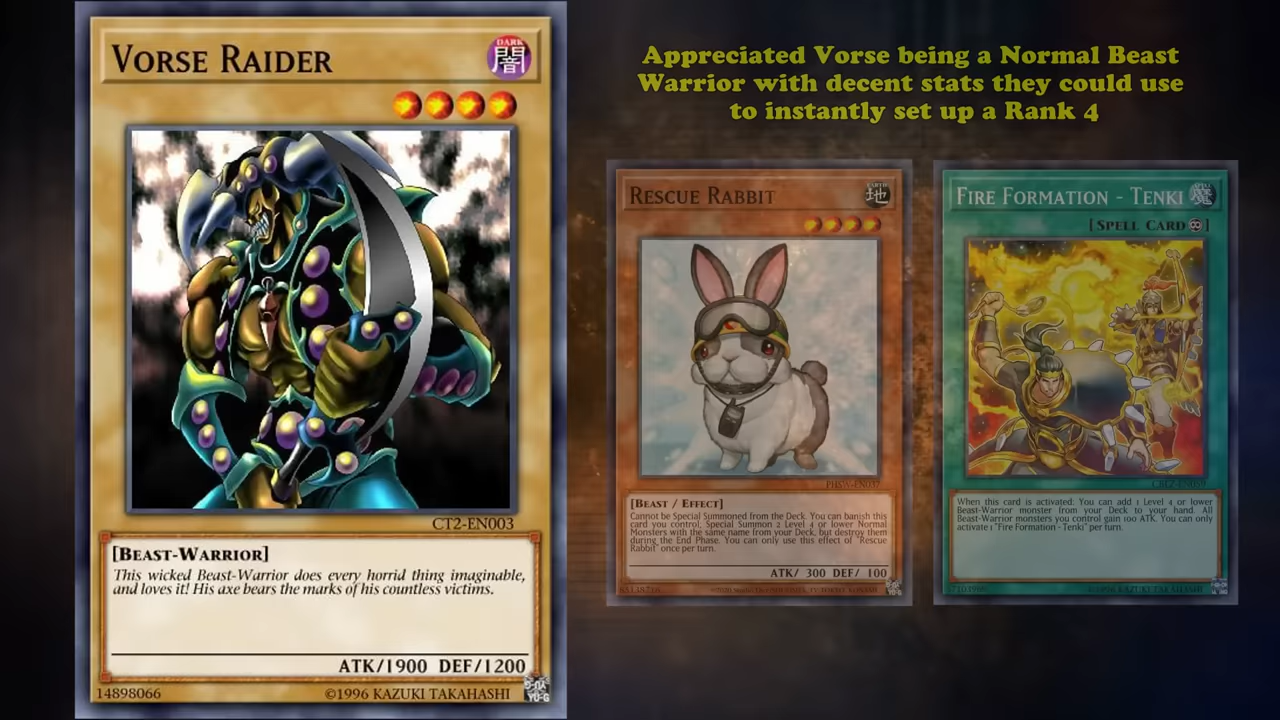 Vorse Raider
DARK
闇
CT2-EN003
[Beast-Warrior]
This wicked Beast-Warrior does every horrid thing imaginable,
and loves it! His axe bears the marks of his countless victims.
ATK/1900 DEF/1200
14898066
©1996 KAZUKI TAKAHASHI
Appreciated Vorse being a Normal Beast
Warrior with decent stats they could use
to instantly set up a Rank 4
Rescue Rabbit
EARTH
地
PHSW-EN037
[Beast / Effect]
Cannot be Special Summoned from the Deck. You can banish this
card you control; Special Summon 2 Level 4 or lower Normal
Monsters with the same name from your Deck, but destroy them
during the End Phase. You can only use this effect of "Rescue
Rabbit" once per turn.
ATK/ 300 DEF/ 100
Fire Formation - Tenki
魔
[Spell Card]
When this card is activated: You can add 1 Level 4 or lower
Beast-Warrior monster from your Deck to your hand. All
Beast-Warrior monsters you control gain 100 ATK. You can only
activate 1 "Fire Formation - Tenki" per turn.
©1996 KAZUKI TAKAHASHI